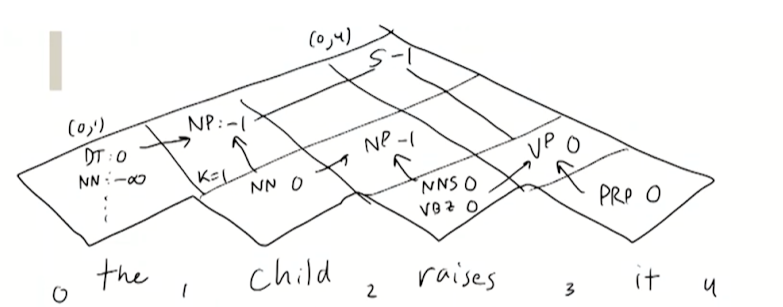 (0,4)
S-1
(0,1)
NP:-1
DT:0
NN:-∞
K=1
NN 0
NP-1
NNS 0
VBZ 0
VP 0
PRP 0
0 the 1 child 2 raises 3 it 4